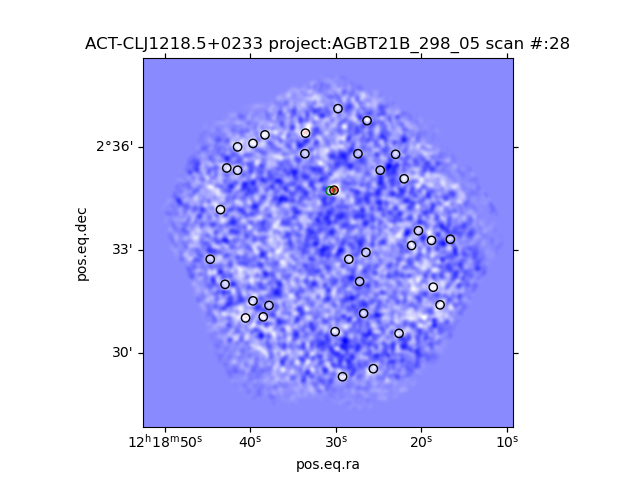 ACT-CLJ1218.5+0233 project:AGBT21B_298_05 scan #:28
2°36'
33'
30'
pos.eq.dec
12ʰ18ᵐ50ˢ 40ˢ 30ˢ 20ˢ 10ˢ
pos.eq.ra